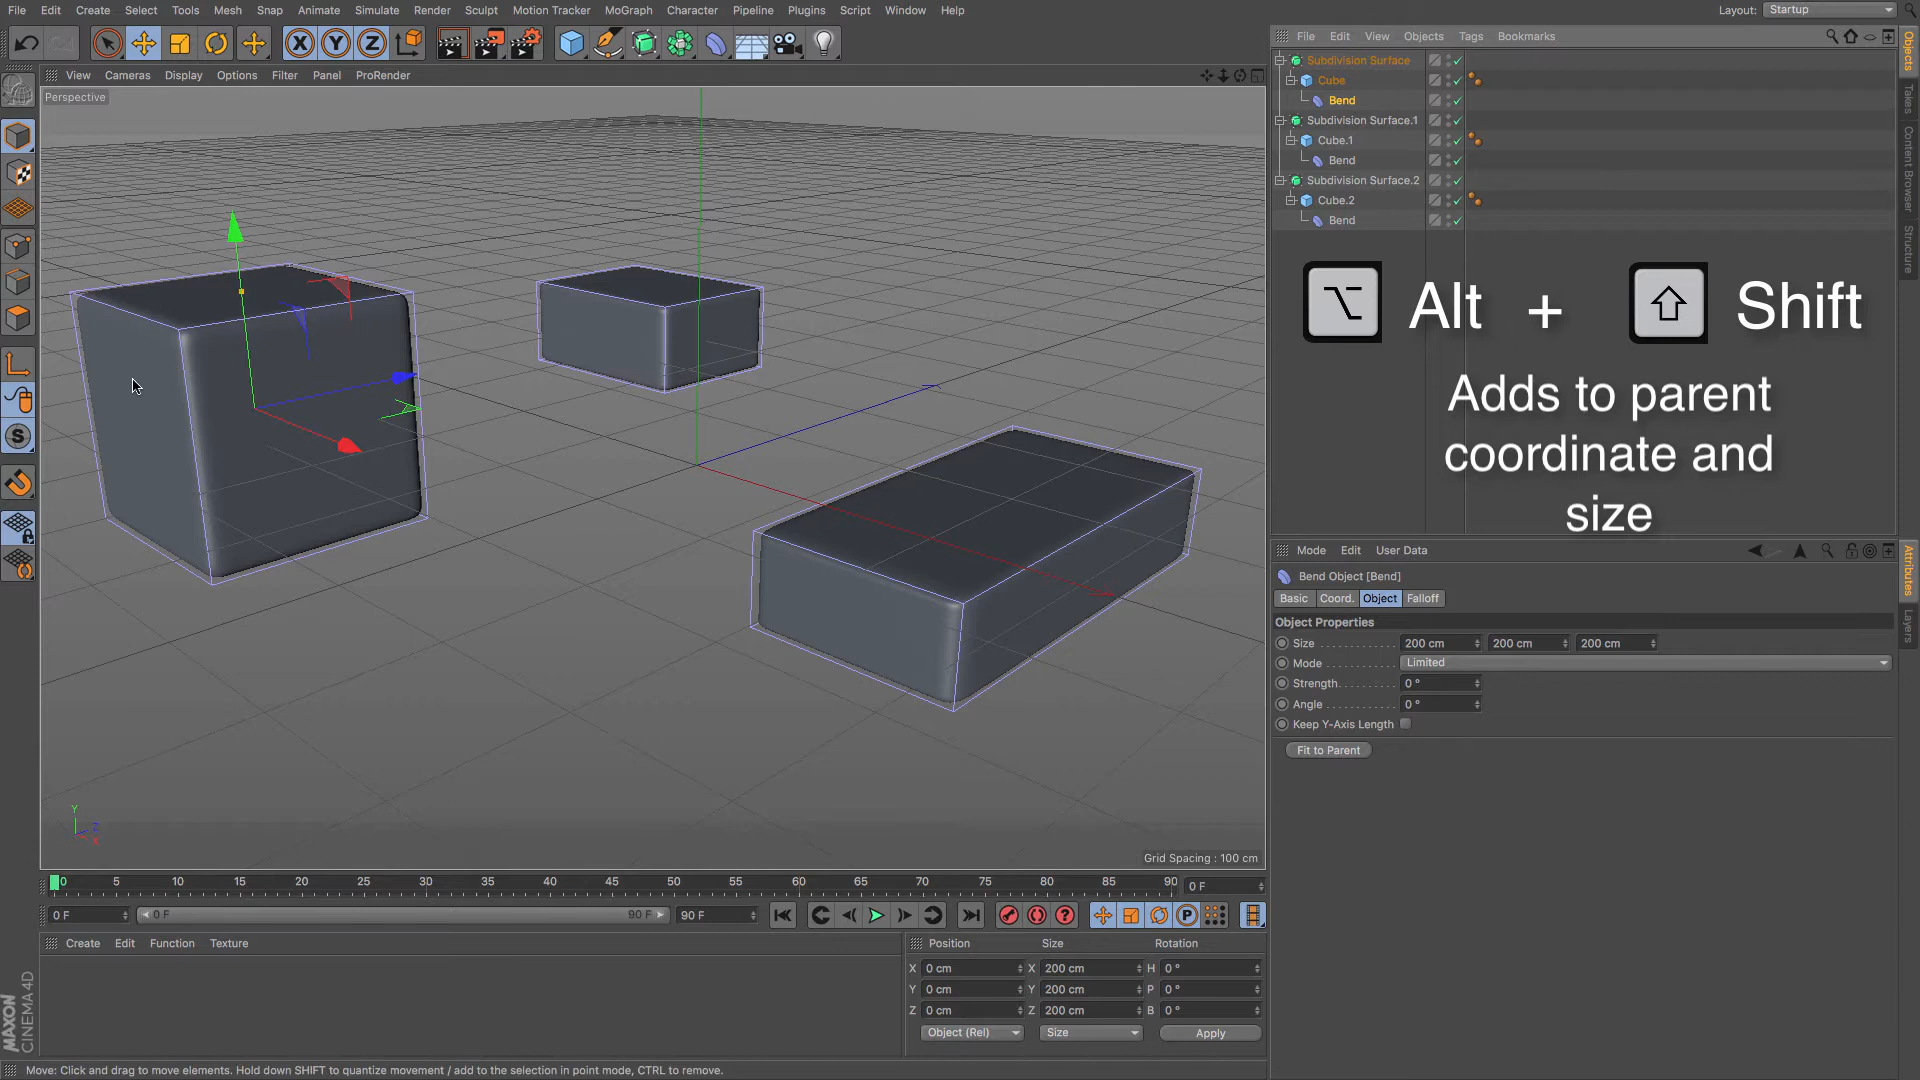 File Edit Create Select Tools Mesh Snap Animate Simulate Render Sculpt Motion Tracker MoGraph Character Pipeline Plugins Script Window Help
Layout: Startup
X Y Z
File Edit View Objects Tags Bookmarks
View Cameras Display Options Filter Panel ProRender
Perspective
Subdivision Surface
Cube
Bend
Subdivision Surface.1
Cube.1
Bend
Subdivision Surface.2
Cube.2
Bend
Objects
Takes
Content Browser
Structure
Alt + Shift
Adds to parent
coordinate and
size
S
Mode Edit User Data
Bend Object [Bend]
Basic Coord. Object Falloff
Object Properties
Size 200 cm 200 cm 200 cm
Mode Limited
Strength 0 °
Angle 0 °
Keep Y-Axis Length
Fit to Parent
Attributes
Layers
Y
Z
X
Grid Spacing : 100 cm
0 5 10 15 20 25 30 35 40 45 50 55 60 65 70 75 80 85 90 0 F
0 F 0 F 90 F 90 F ? P
Create Edit Function Texture
Position Size Rotation
X 0 cm X 200 cm H 0 °
Y 0 cm Y 200 cm P 0 °
Z 0 cm Z 200 cm B 0 °
Object (Rel) Size Apply
MAXON
CINEMA 4D
Move: Click and drag to move elements. Hold down SHIFT to quantize movement / add to the selection in point mode, CTRL to remove.